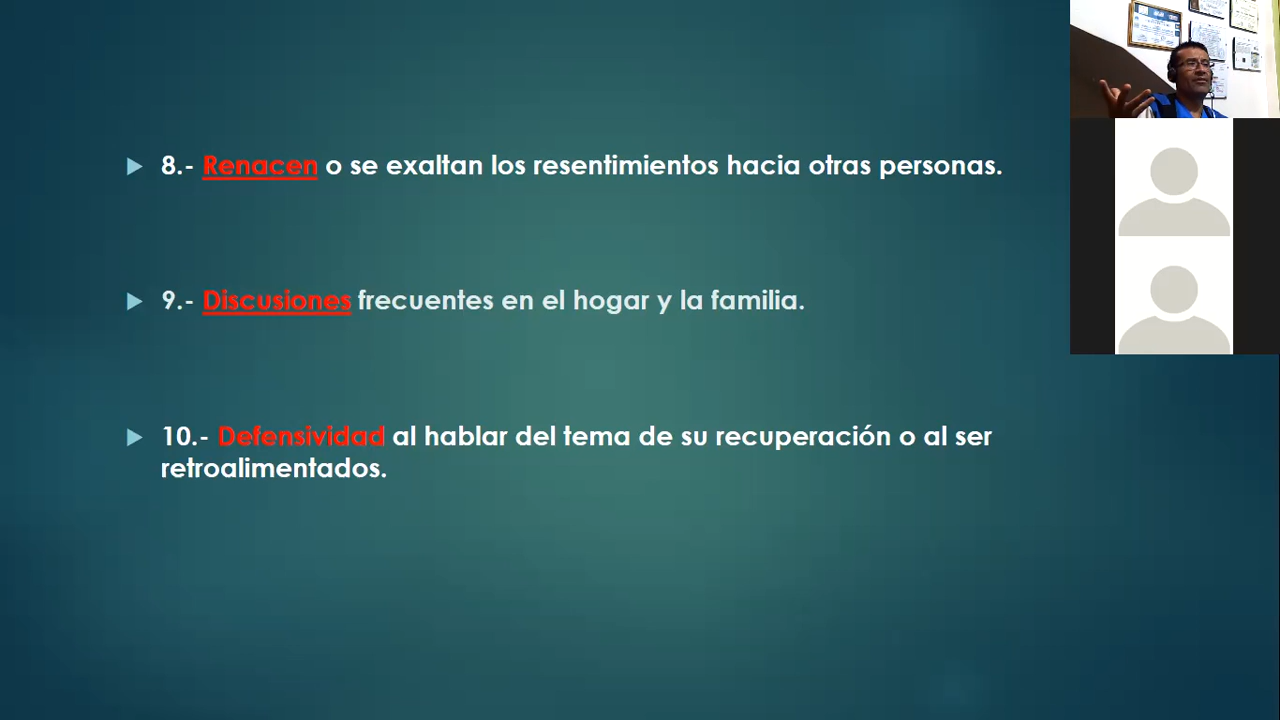 8.- Renacen o se exaltan los resentimientos hacia otras personas.
9.- Discusiones frecuentes en el hogar y la familia.
10.- Defensividad al hablar del tema de su recuperación o al ser
retroalimentados.